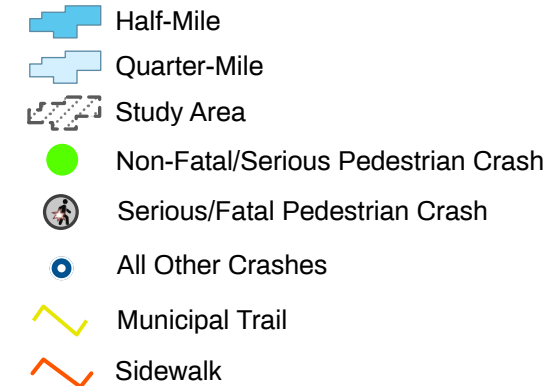 Half-Mile
Quarter-Mile
Study Area
Non-Fatal/Serious Pedestrian Crash
Serious/Fatal Pedestrian Crash
All Other Crashes
Municipal Trail
Sidewalk